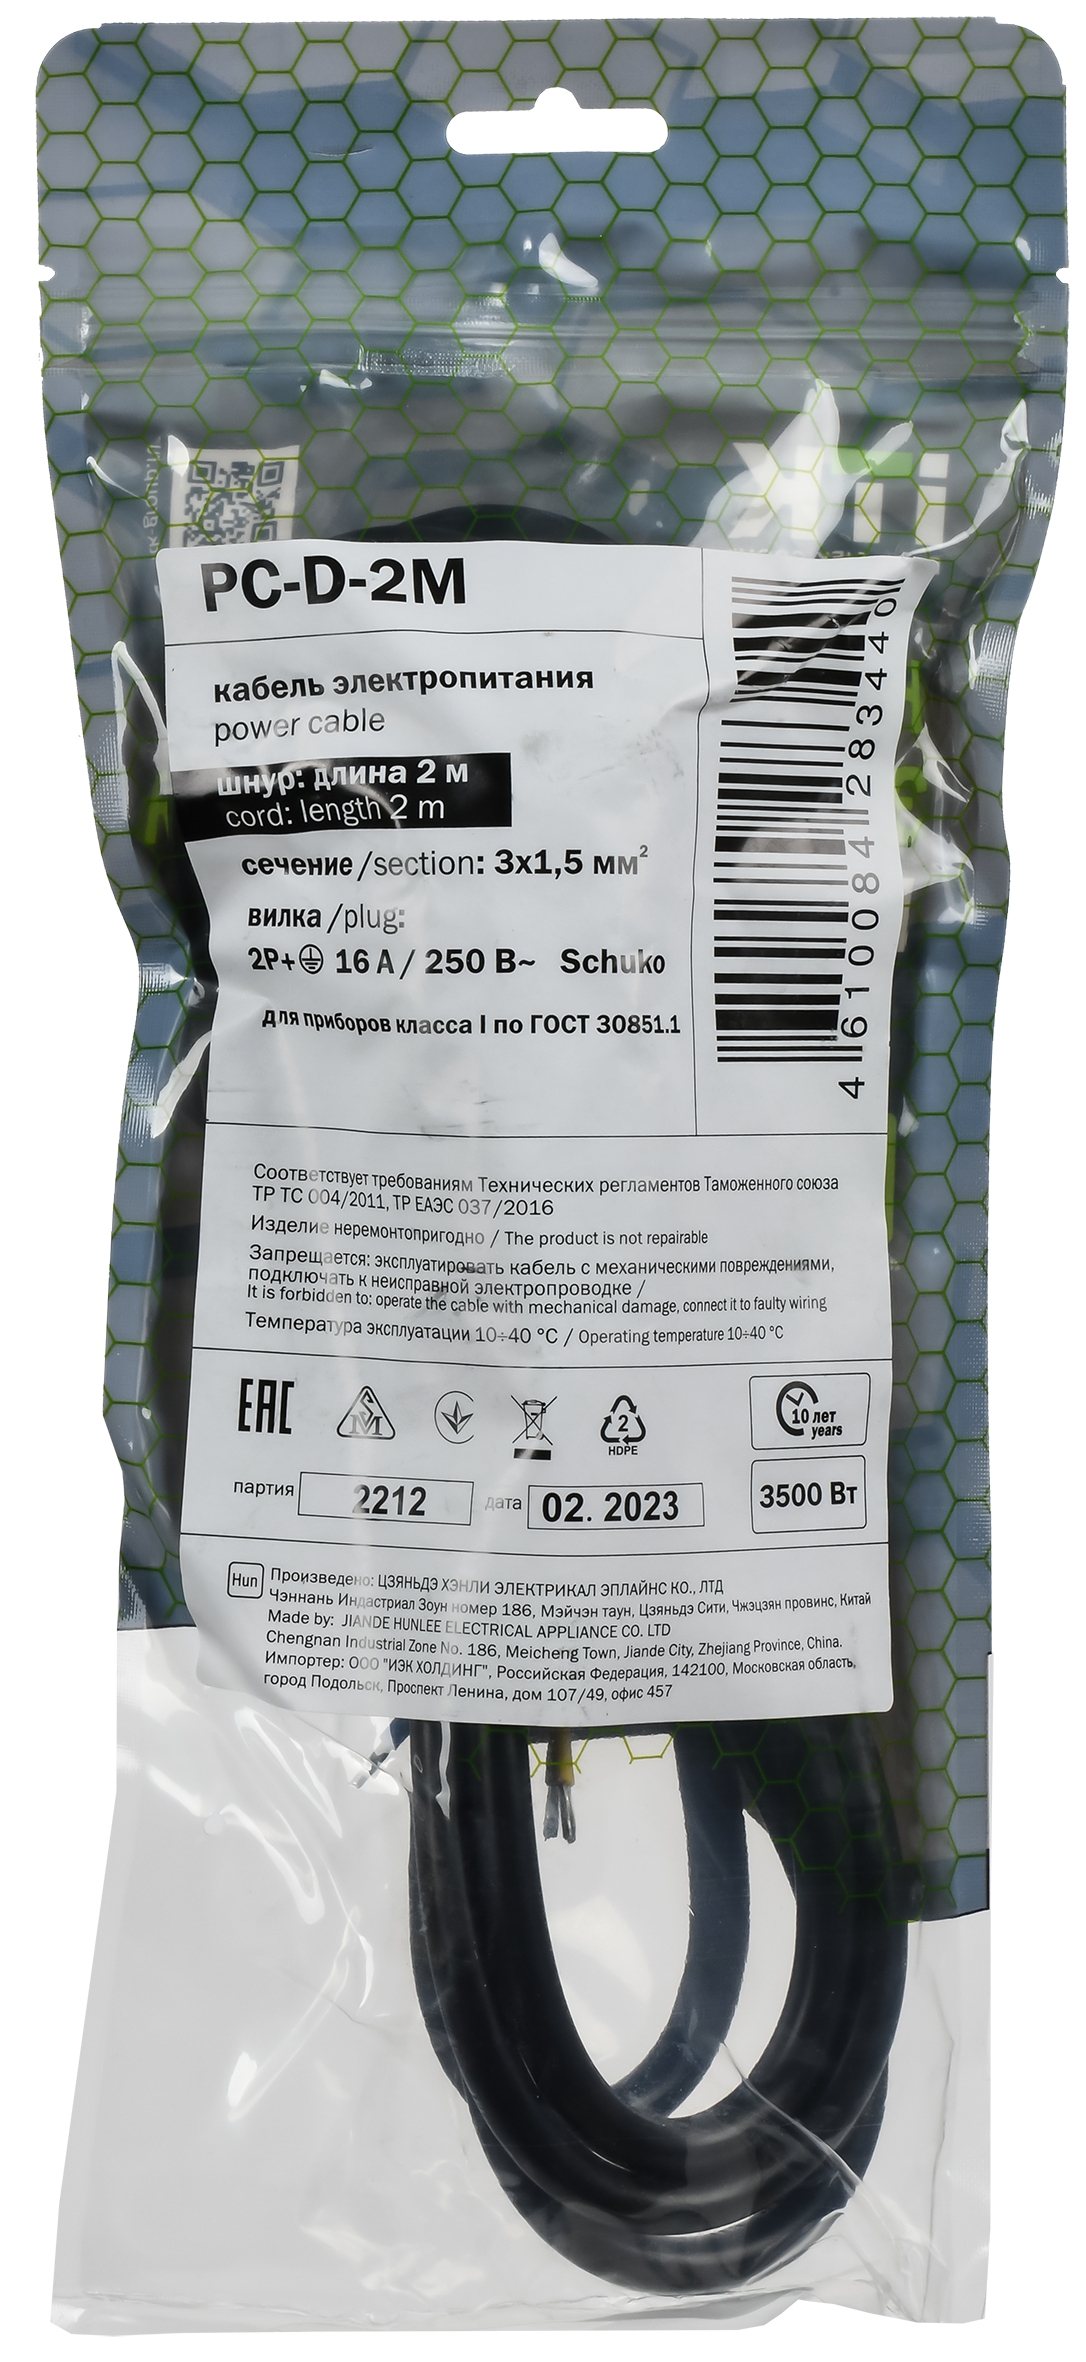 PC-D-2M
кабель электропитания
power cable
шнур: длина 2 м
cord: length 2 m
сечение/section: 3x1,5 мм²
вилка/plug:
2P+ 16 A / 250 В~ Schuko
для приборов класса I по ГОСТ 30851.1
4 610084 283440
Соответствует требованиям Технических регламентов Таможенного союза
ТР ТС 004/2011, ТР ЕАЭС 037/2016
Изделие неремонтопригодно / The product is not repairable
Запрещается: эксплуатировать кабель с механическими повреждениями,
подключать к неисправной электропроводке /
It is forbidden to: operate the cable with mechanical damage, connect it to faulty wiring
Температура эксплуатации 10÷40 °C / Operating temperature 10÷40 °C
EAC
2
HDPE
10 лет
years
партия 2212 дата 02. 2023
3500 Вт
Hun
Произведено: ЦЗЯНЬДЭ ХЭНЛИ ЭЛЕКТРИКАЛ ЭПЛАЙНС КО., ЛТД
Чэннань Индастриал Зоун номер 186, Мэйчэн таун, Цзяньдэ Сити, Чжэцзян провинс, Китай
Made by: JIANDE HUNLEE ELECTRICAL APPLIANCE CO. LTD
Chengnan Industrial Zone No. 186, Meicheng Town, Jiande City, Zhejiang Province, China.
Импортер: ООО "ИЭК ХОЛДИНГ", Российская Федерация, 142100, Московская область,
город Подольск, Проспект Ленина, дом 107/49, офис 457